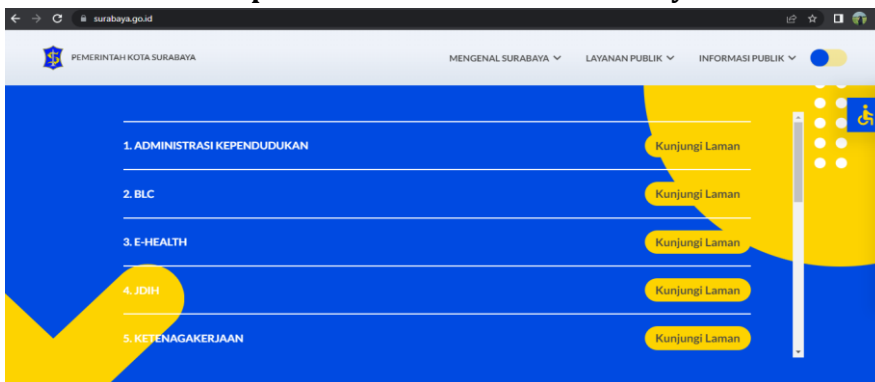 surabaya.go.id
PEMERINTAH KOTA SURABAYA
MENGENAL SURABAYA
LAYANAN PUBLIK
INFORMASI PUBLIK
1. ADMINISTRASI KEPENDUDUKAN
Kunjungi Laman
2. BLC
Kunjungi Laman
3. E-HEALTH
Kunjungi Laman
4. JDIH
Kunjungi Laman
5. KETENAGAKERJAAN
Kunjungi Laman